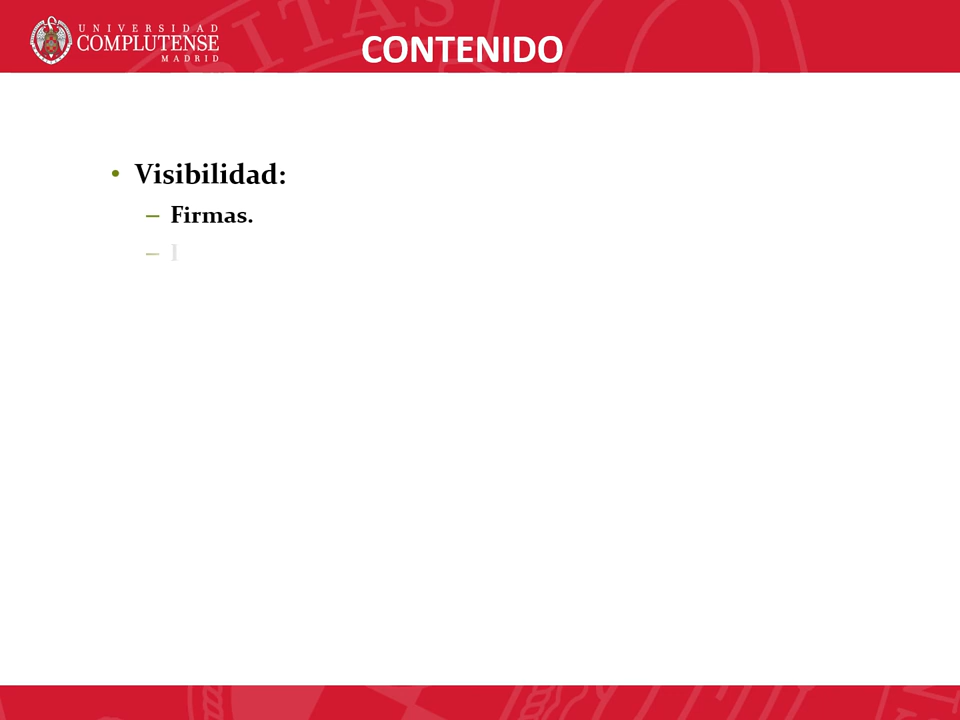 UNIVERSIDAD
COMPLUTENSE
MADRID
CONTENIDO
• Visibilidad:
– Firmas.
– I